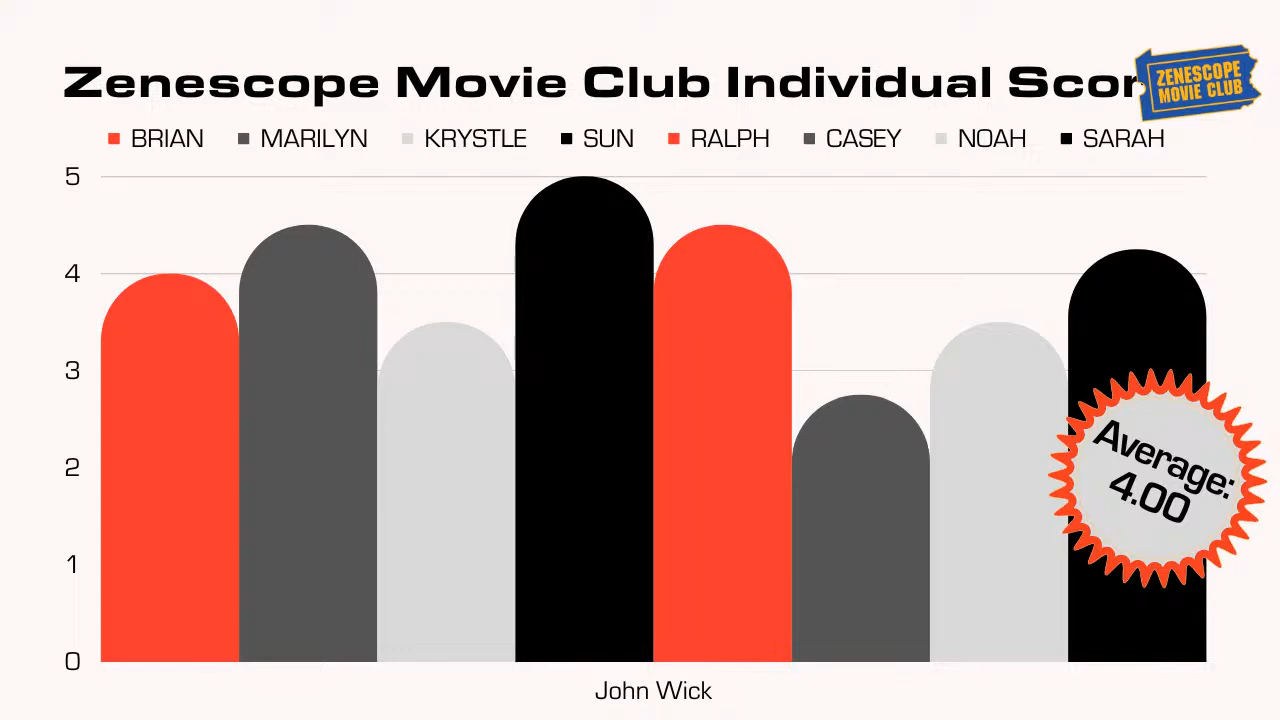 Zenescope Movie Club Individual Scor
ZENESCOPE
MOVIE CLUB
BRIAN MARILYN KRYSTLE SUN RALPH CASEY NOAH SARAH
5
4
3
2
1
0
Average:
4.00
John Wick